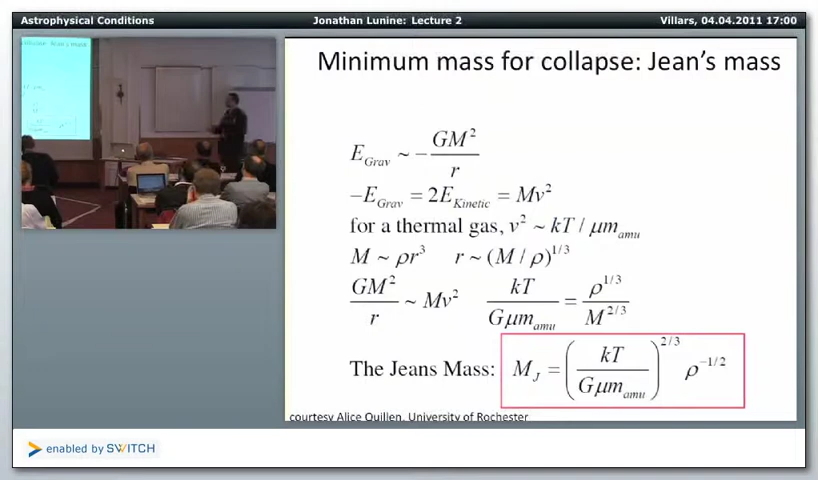 Astrophysical Conditions
Jonathan Lunine: Lecture 2
Villars, 04.04.2011 17:00
Minimum mass for collapse: Jean's mass
E_Grav ~ −GM²/r
−E_Grav = 2E_Kinetic = Mv²
for a thermal gas, v² ~ kT / μm_amu
M ~ ρr³ r ~ (M / ρ)^1/3
GM²/r ~ Mv² kT/Gμm_amu = ρ^1/3/M^2/3
The Jeans Mass: M_J = (kT/Gμm_amu)^2/3 ρ^−1/2
courtesy Alice Quillen, University of Rochester
enabled by SWITCH